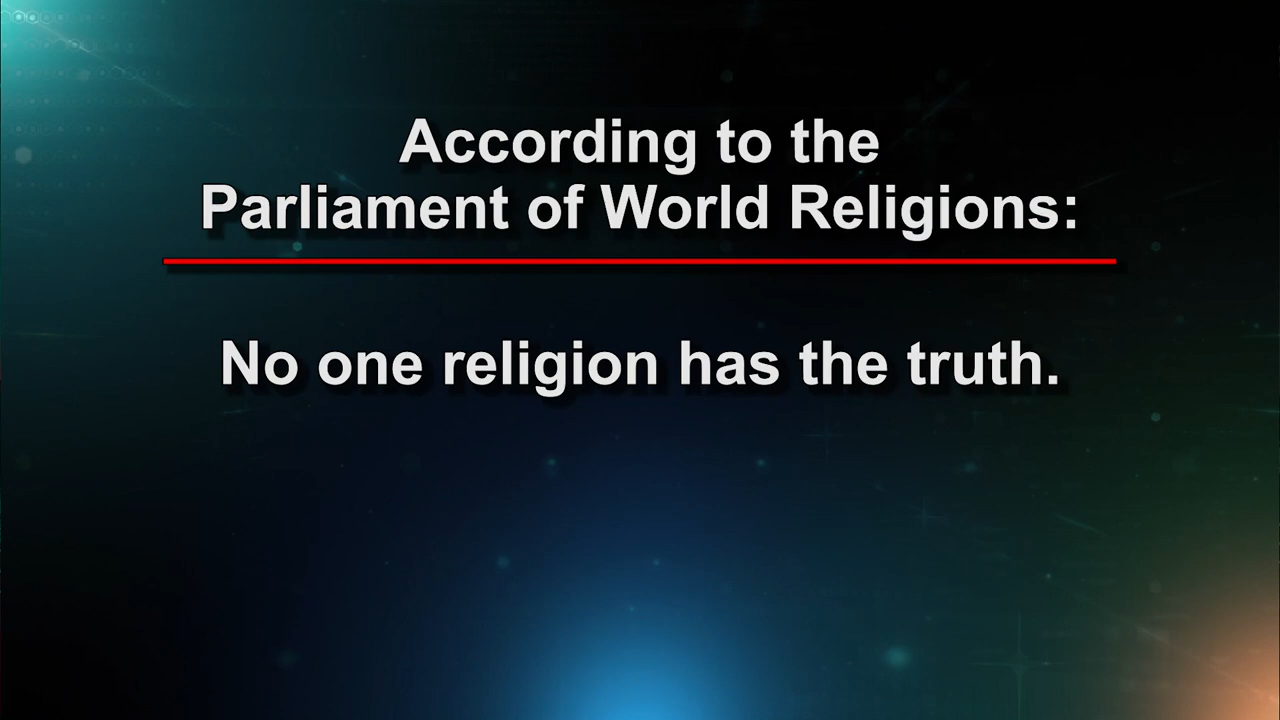 According to the
Parliament of World Religions:
No one religion has the truth.